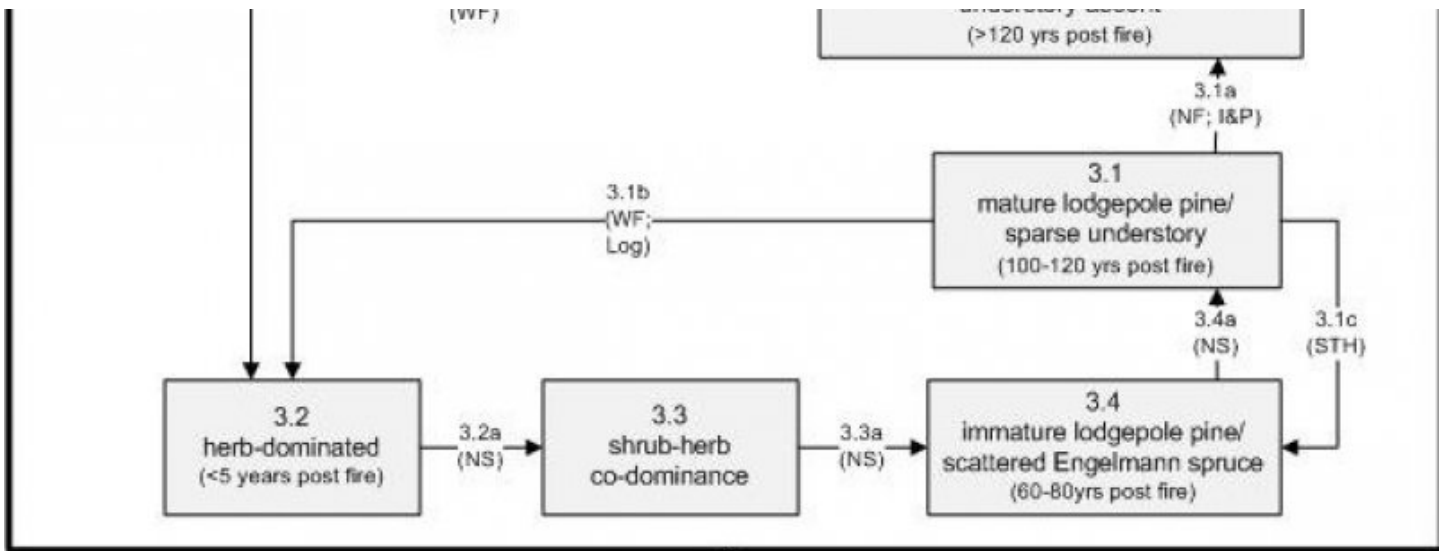 (WF)
(>120 yrs post fire)
3.1a
(NF; I&P)
3.1
mature lodgepole pine/
sparse understory
(100-120 yrs post fire)
3.1b
(WF;
Log)
3.4a
(NS)
3.1c
(STH)
3.2
herb-dominated
(<5 years post fire)
3.2a
(NS)
3.3
shrub-herb
co-dominance
3.3a
(NS)
3.4
immature lodgepole pine/
scattered Engelmann spruce
(60-80yrs post fire)